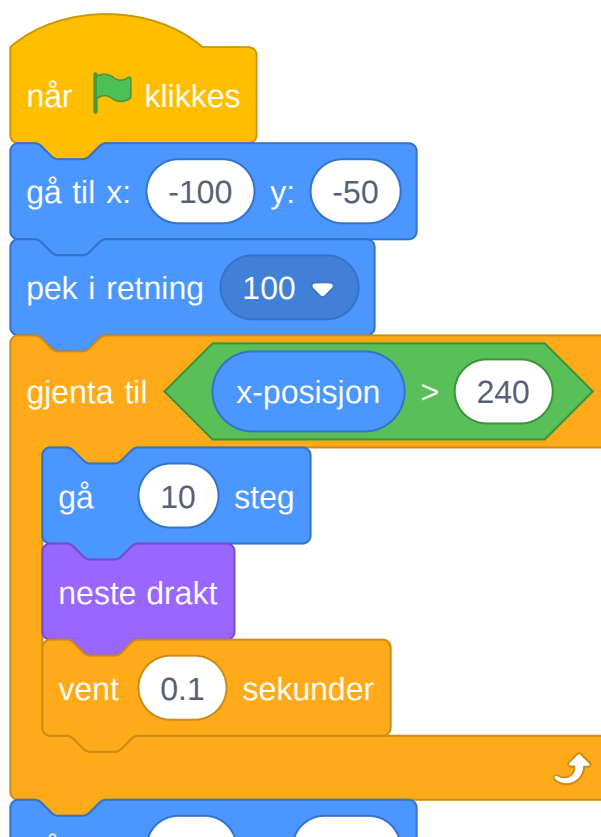 når klikkes
gå til x: -100 y: -50
pek i retning 100
gjenta til x-posisjon > 240
gå 10 steg
neste drakt
vent 0.1 sekunder